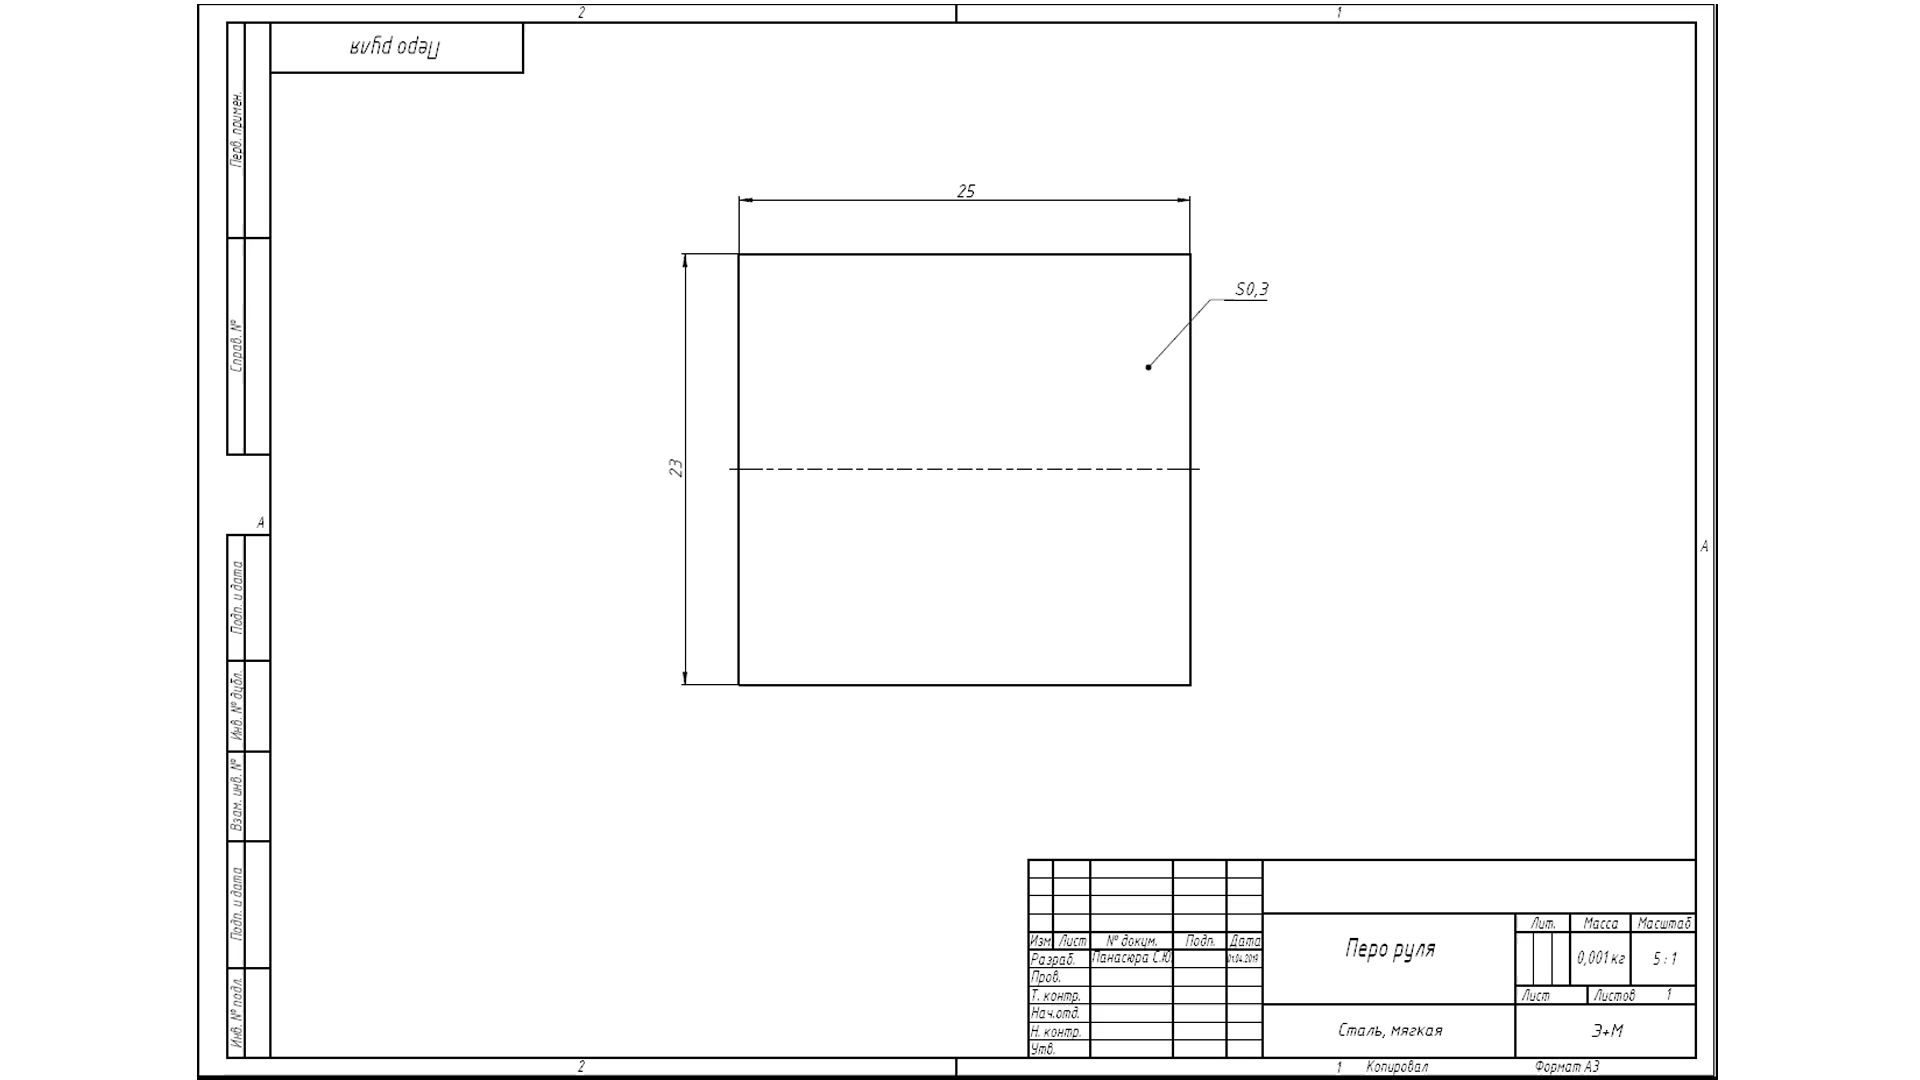 2
1
Перо руля
Перв. примен.
25
S0,3
Справ. №
23
А
А
Подп. и дата
Инв. № дубл.
Взам. инв. №
Подп. и дата
Инв. № подл.
Изм. Лист № докум. Подп. Дата
Разраб. Панасюра С.Ю. 01.04.2019
Пров.
Т. контр.
Нач.отд.
Н. контр.
Утв.
Перо руля
Лит. Масса Масштаб
0,001 кг 5 : 1
Лист Листов 1
Сталь, мягкая
Э+М
2
1 Копировал Формат А3